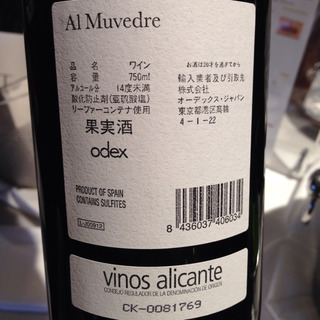 Al Muvedre
品 名 ワイン
容 量 750ml
アルコール分 14度未満
酸化防止剤(亜硫酸塩)
リーファーコンテナ使用
果実酒
odex
お酒は20才を過ぎてから
輸入業者及び引取先
株式会社
オーデックス・ジャパン
東京都港区高輪
4-1-22
PRODUCT OF SPAIN
CONTAINS SULFITES
8 436037 406034
vinos alicante
CONSEJO REGULADOR DE LA DENOMINACIÓN DE ORIGEN
CK-0081769